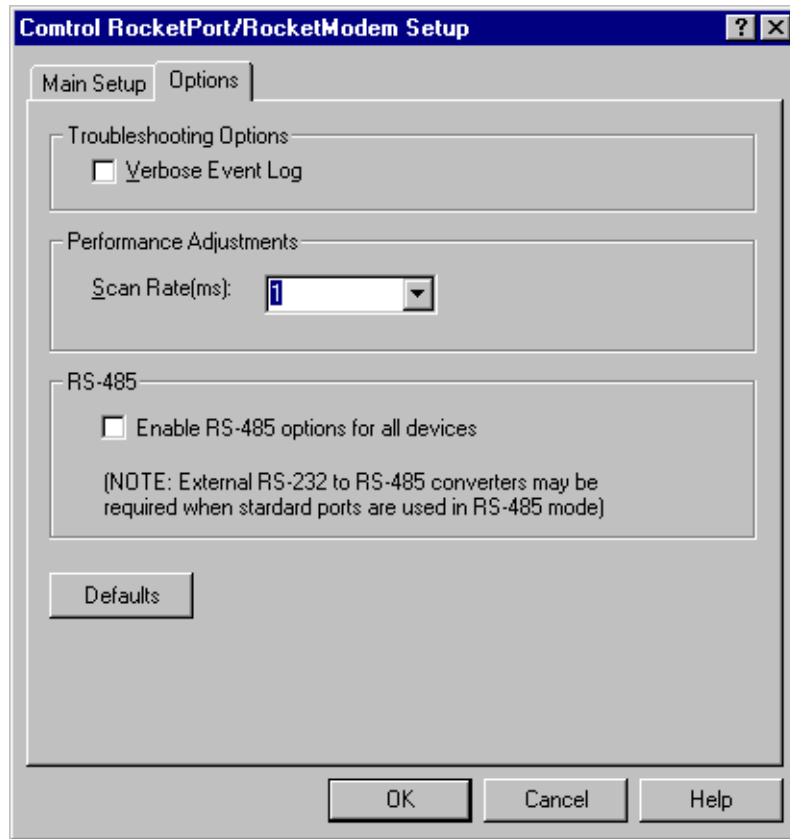 Comtrol RocketPort/RocketModem Setup
Main Setup
Options
Troubleshooting Options
Verbose Event Log
Performance Adjustments
Scan Rate(ms):
1
RS-485
Enable RS-485 options for all devices
(NOTE: External RS-232 to RS-485 converters may be
required when stardard ports are used in RS-485 mode)
Defaults
OK
Cancel
Help